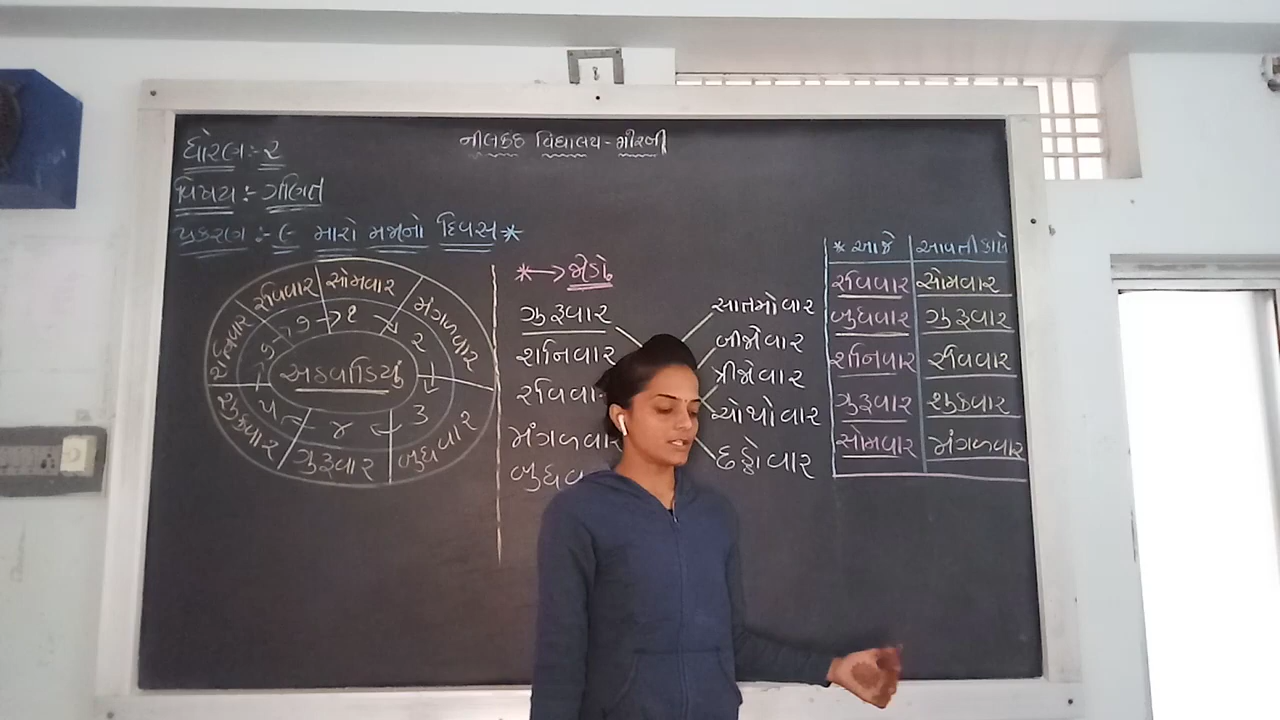 નીલકંઠ વિદ્યાલય - મોરબી
ધોરણ :- ૨
વિષય :- ગણિત
પ્રકરણ :- ૯ મારો મજાનો દિવસ *
રવિવાર સોમવાર મંગળવાર બુધવાર ગુરૂવાર શુક્રવાર શનિવાર
૧ ૨ ૩ ૪ ૫ ૬ ૭
અઠવાડિયું
* → જોડો
ગુરૂવાર સાતમો વાર
શનિવાર બીજો વાર
રવિવા ત્રીજો વાર
મંગળવાર ચોથો વાર
બુધવ છઠ્ઠો વાર
* આજે આવતીકાલે
રવિવાર સોમવાર
બુધવાર ગુરૂવાર
શનિવાર રવિવાર
ગુરૂવાર શુક્રવાર
સોમવાર મંગળવાર